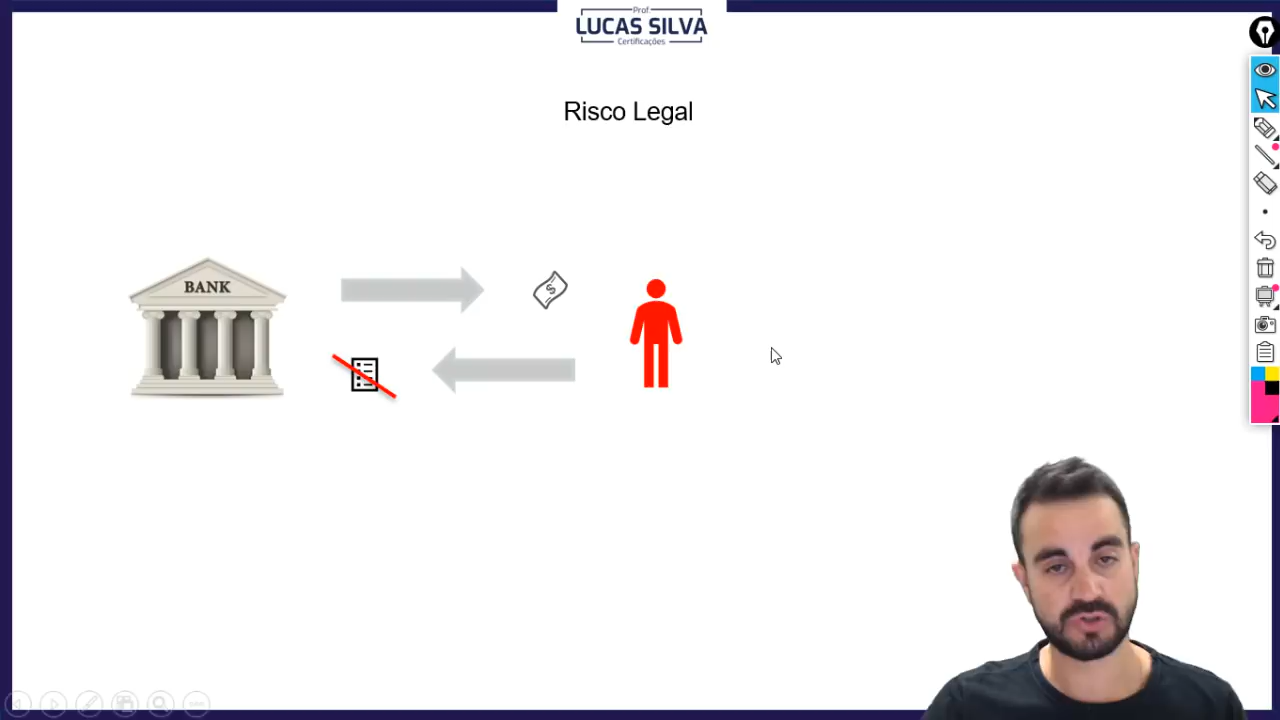 Prof.
LUCAS SILVA
Certificações
Risco Legal
BANK
$